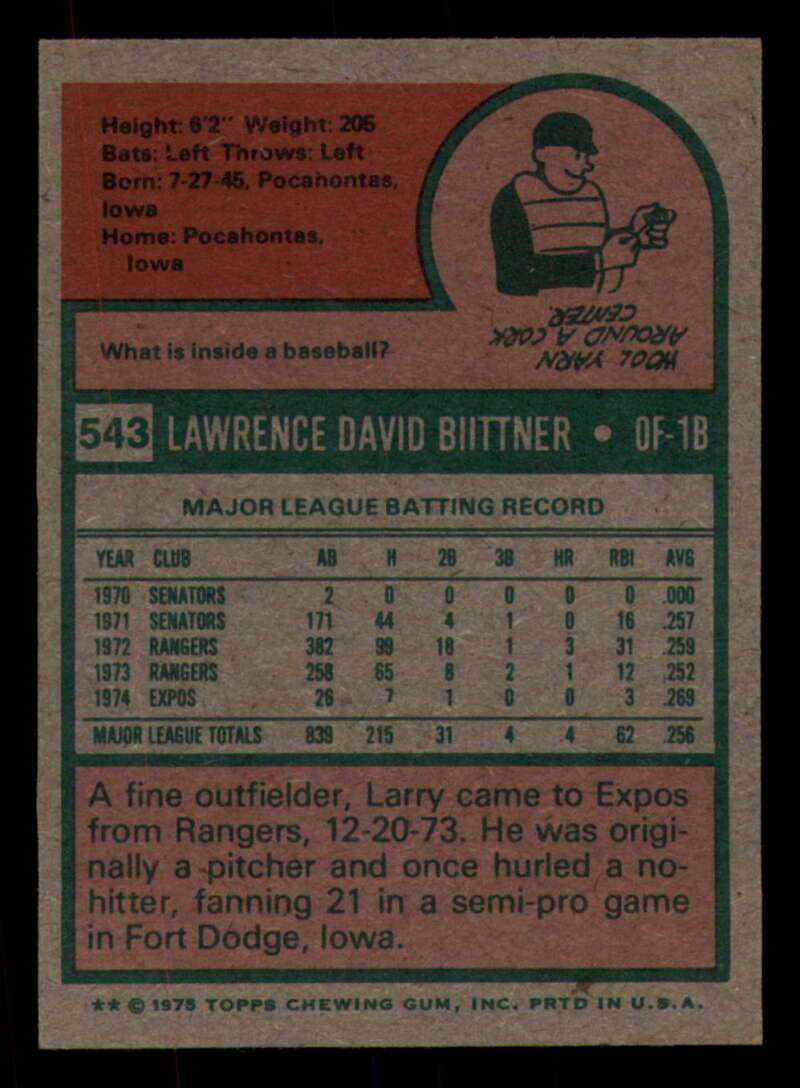 Height: 6'2" Weight: 205
Bats: Left Throws: Left
Born: 7-27-45, Pocahontas,
Iowa
Home: Pocahontas,
Iowa
What is inside a baseball?
WOOL YARN
AROUND A CORK
CENTER.
543 LAWRENCE DAVID BIITTNER • OF-1B
MAJOR LEAGUE BATTING RECORD
YEAR CLUB AB H 2B 3B HR RBI AVG
1970 SENATORS 2 0 0 0 0 0 .000
1971 SENATORS 171 44 4 1 0 16 .257
1972 RANGERS 382 99 18 1 3 31 .259
1973 RANGERS 258 65 8 2 1 12 .252
1974 EXPOS 26 7 1 0 0 3 .269
MAJOR LEAGUE TOTALS 839 215 31 4 4 62 .256
A fine outfielder, Larry came to Expos
from Rangers, 12-20-73. He was origi-
nally a pitcher and once hurled a no-
hitter, fanning 21 in a semi-pro game
in Fort Dodge, Iowa.
** © 1975 TOPPS CHEWING GUM, INC. PRTD IN U.S.A.